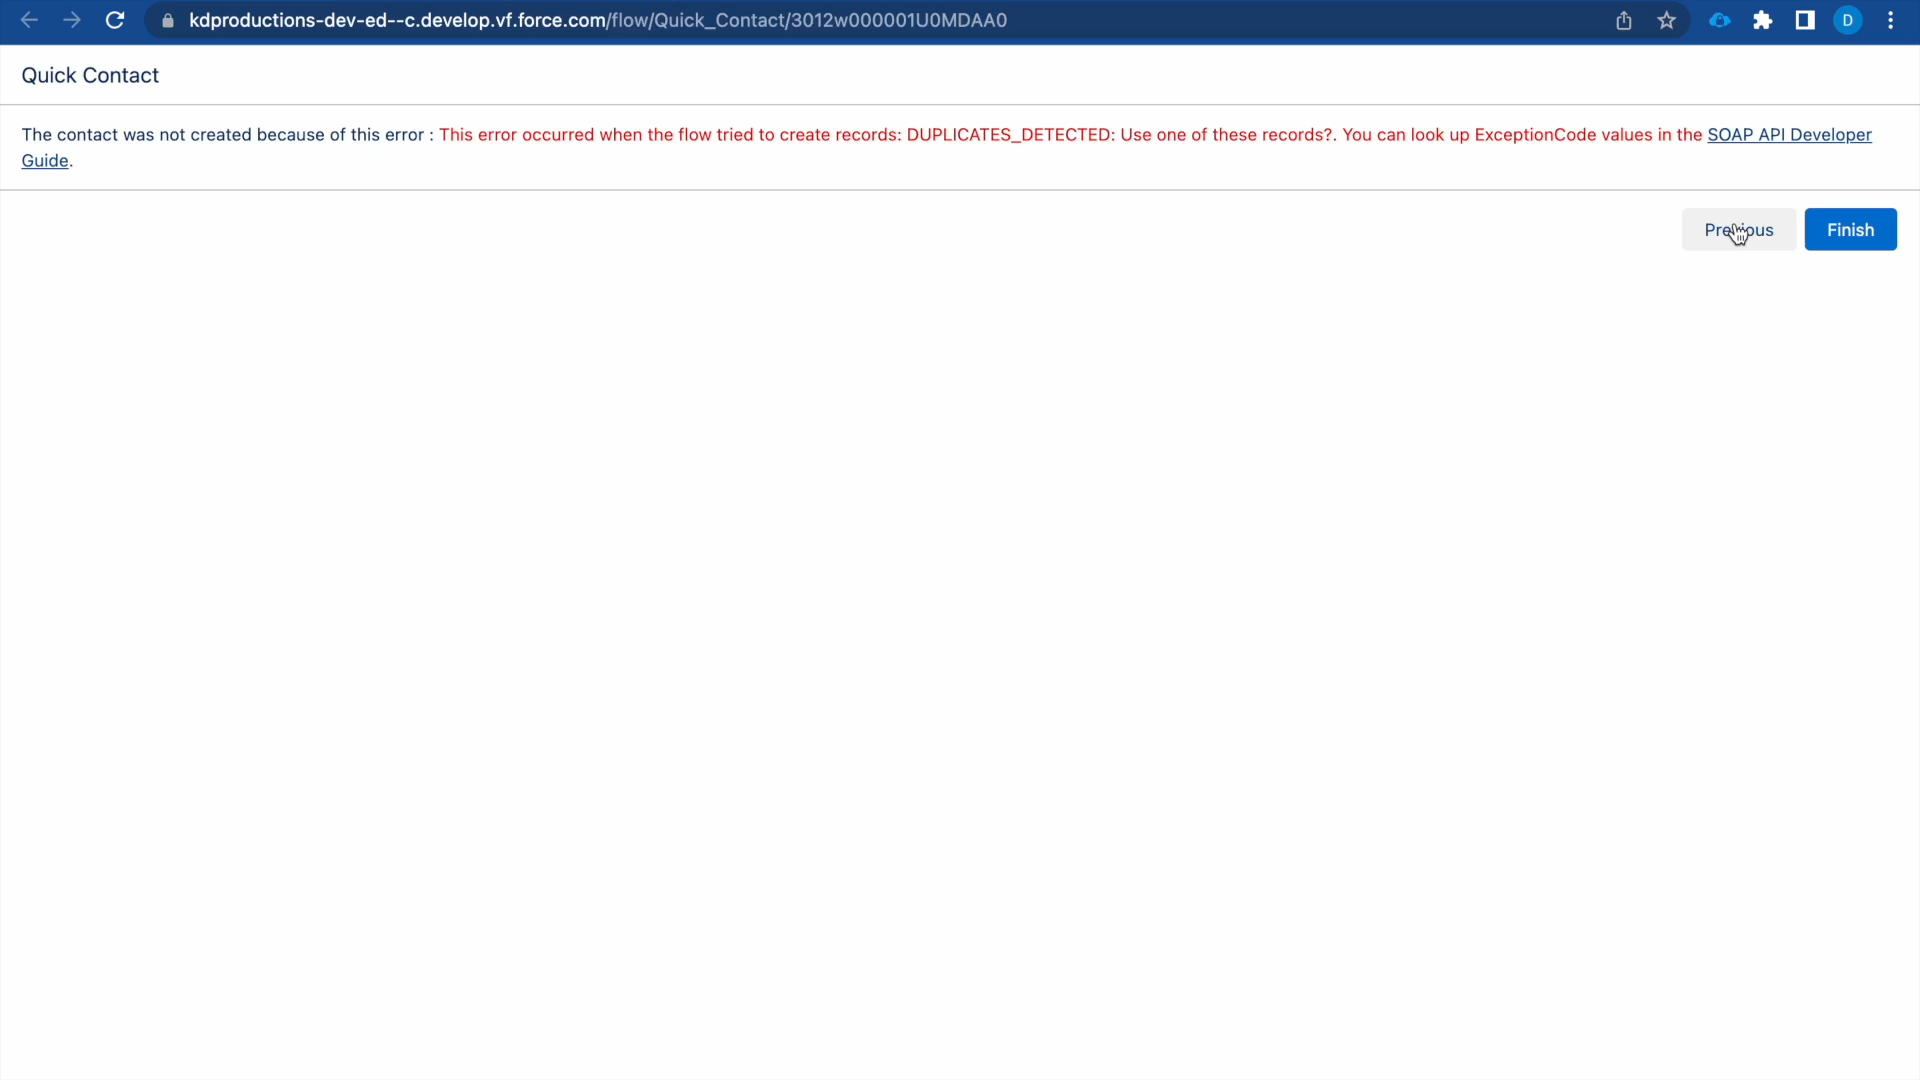 kdproductions-dev-ed--c.develop.vf.force.com/flow/Quick_Contact/3012w000001U0MDAA0
D
Quick Contact
The contact was not created because of this error : This error occurred when the flow tried to create records: DUPLICATES_DETECTED: Use one of these records?. You can look up ExceptionCode values in the SOAP API Developer
Guide.
Previous Finish